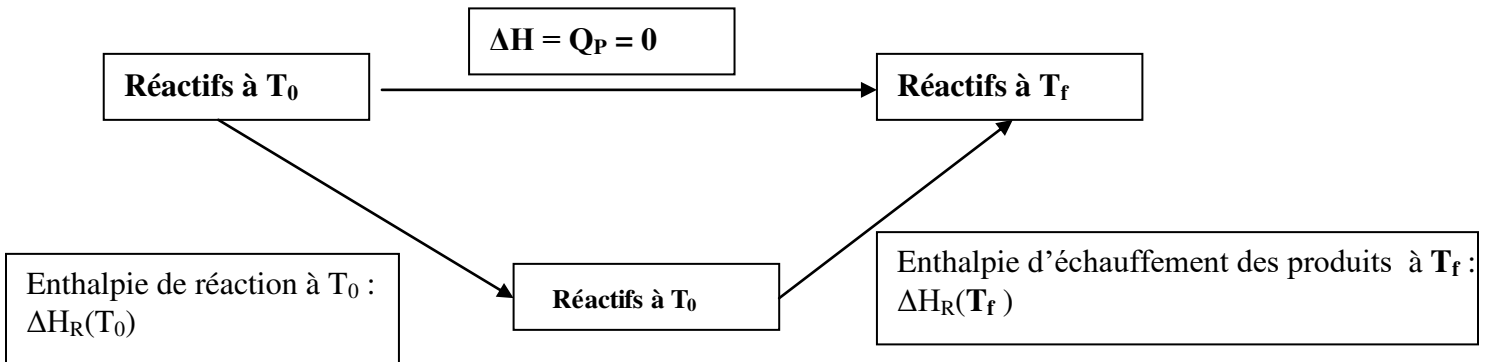 ΔH = Q_P = 0
Réactifs à T₀
Réactifs à T_f
Enthalpie de réaction à T₀ :
ΔH_R(T₀)
Réactifs à T₀
Enthalpie d’échauffement des produits à T_f :
ΔH_R(T_f )